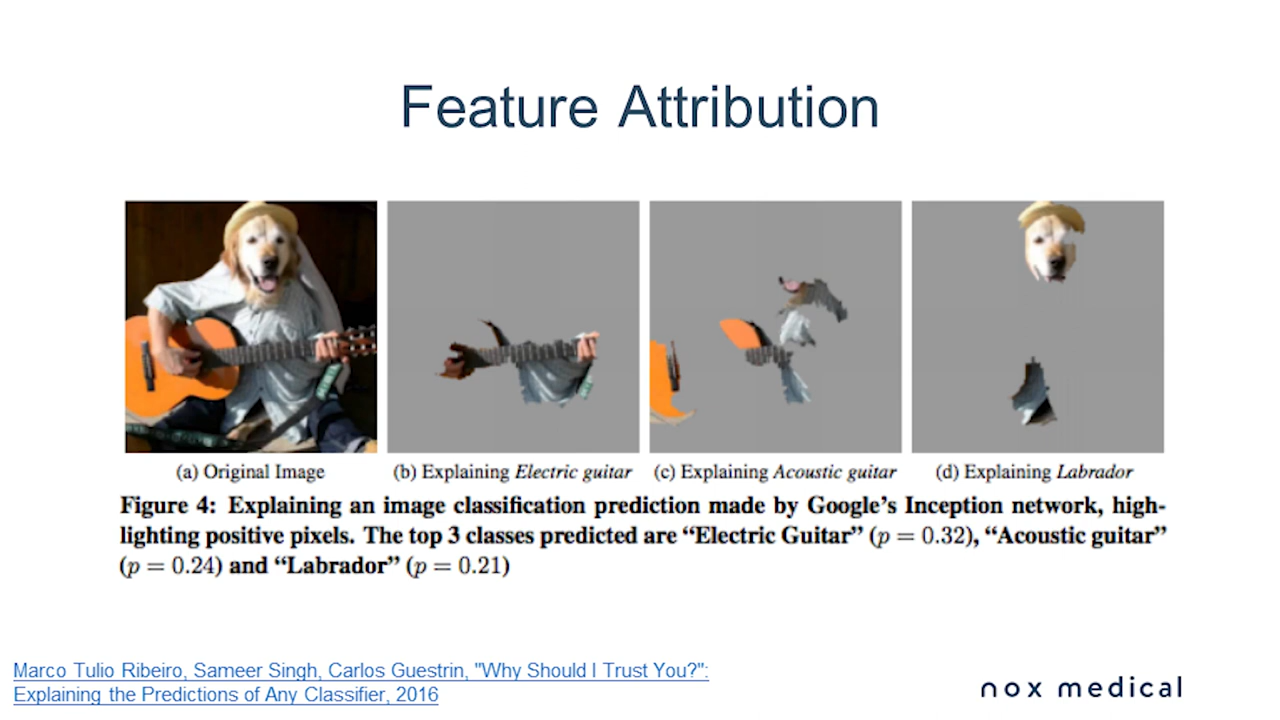 Feature Attribution
(a) Original Image
(b) Explaining Electric guitar
(c) Explaining Acoustic guitar
(d) Explaining Labrador
Figure 4: Explaining an image classification prediction made by Google's Inception network, high-
lighting positive pixels. The top 3 classes predicted are “Electric Guitar” (p = 0.32), “Acoustic guitar”
(p = 0.24) and “Labrador” (p = 0.21)
Marco Tulio Ribeiro, Sameer Singh, Carlos Guestrin, "Why Should I Trust You?":
Explaining the Predictions of Any Classifier, 2016
nox medical